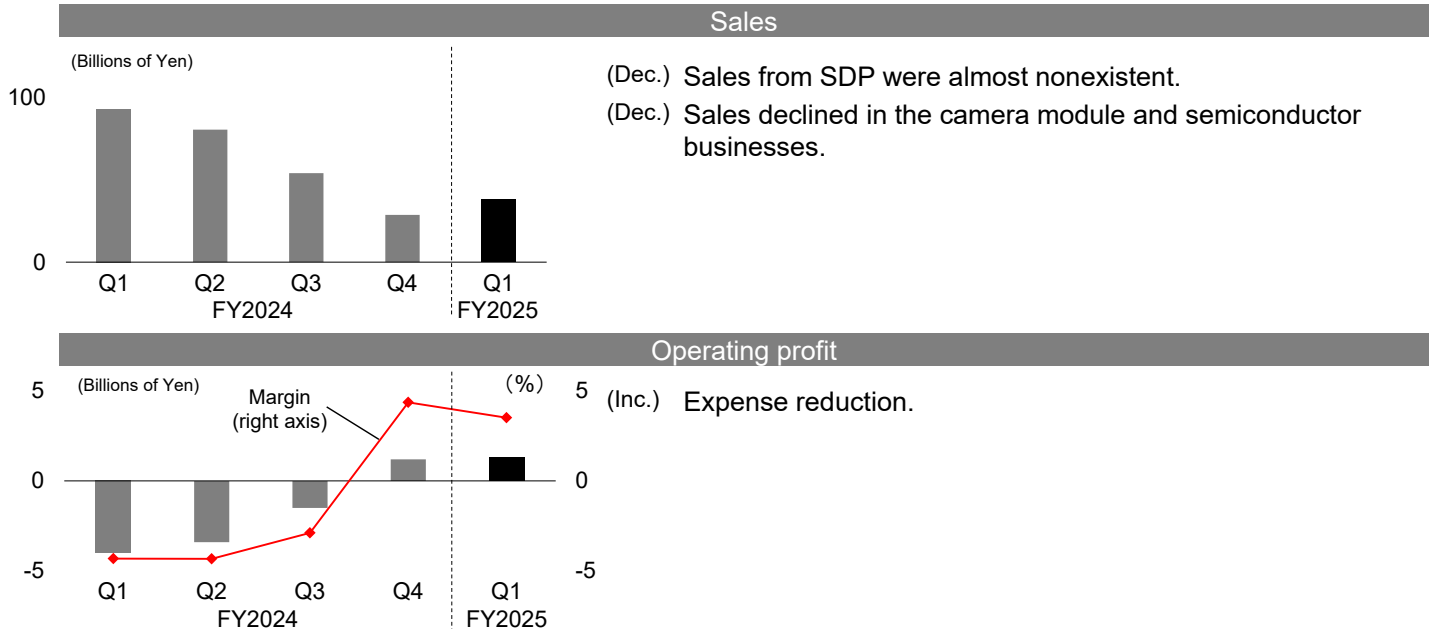 Sales
(Billions of Yen)
100
0
Q1 Q2 Q3 Q4 Q1
FY2024 FY2025
(Dec.) Sales from SDP were almost nonexistent.
(Dec.) Sales declined in the camera module and semiconductor
businesses.
Operating profit
(Billions of Yen) (%)
5 5
Margin
(right axis)
0 0
-5 -5
Q1 Q2 Q3 Q4 Q1
FY2024 FY2025
(Inc.) Expense reduction.